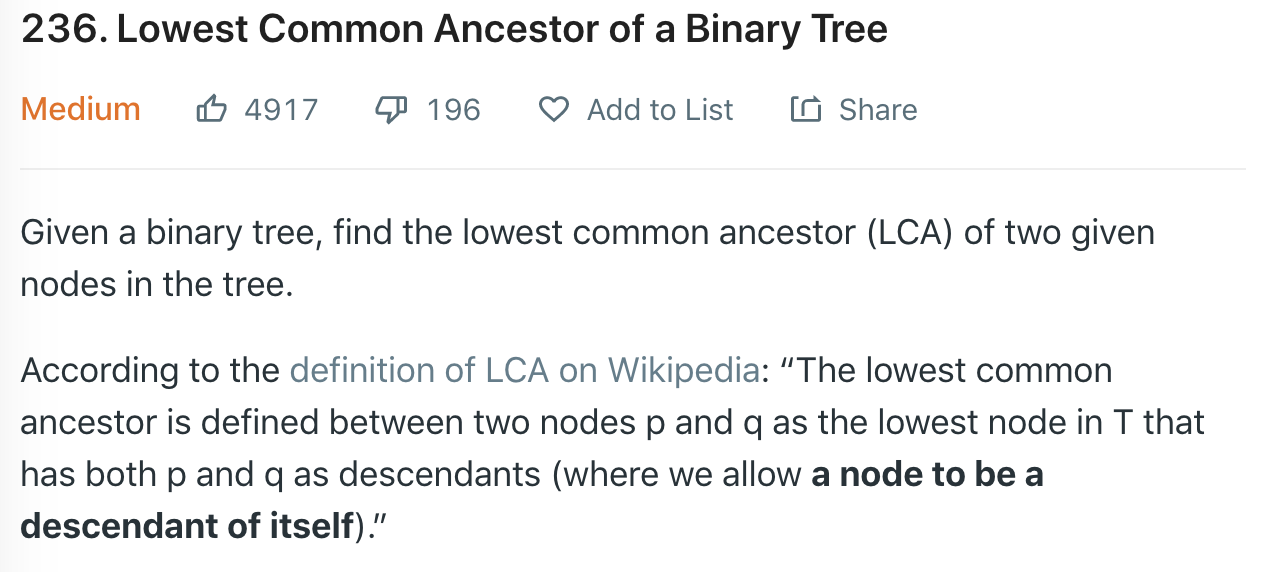 236. Lowest Common Ancestor of a Binary Tree
Medium 4917 196 Add to List Share
Given a binary tree, find the lowest common ancestor (LCA) of two given
nodes in the tree.
According to the definition of LCA on Wikipedia: “The lowest common
ancestor is defined between two nodes p and q as the lowest node in T that
has both p and q as descendants (where we allow a node to be a
descendant of itself).”